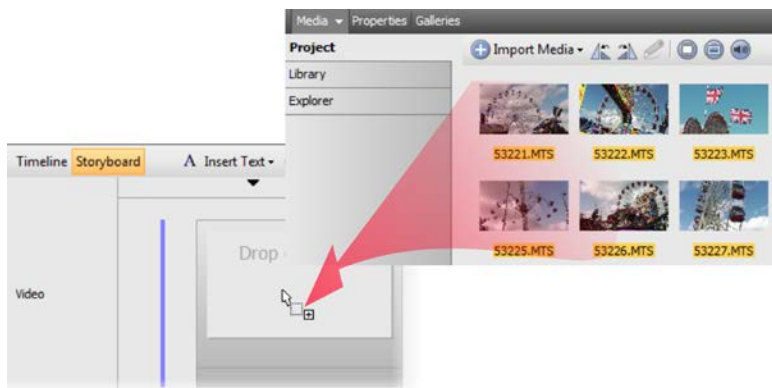 Media Properties Galleries
Project
Import Media
Library
Explorer
53221.MTS 53222.MTS 53223.MTS
Timeline Storyboard A Insert Text
Drop
53225.MTS 53226.MTS 53227.MTS
Video